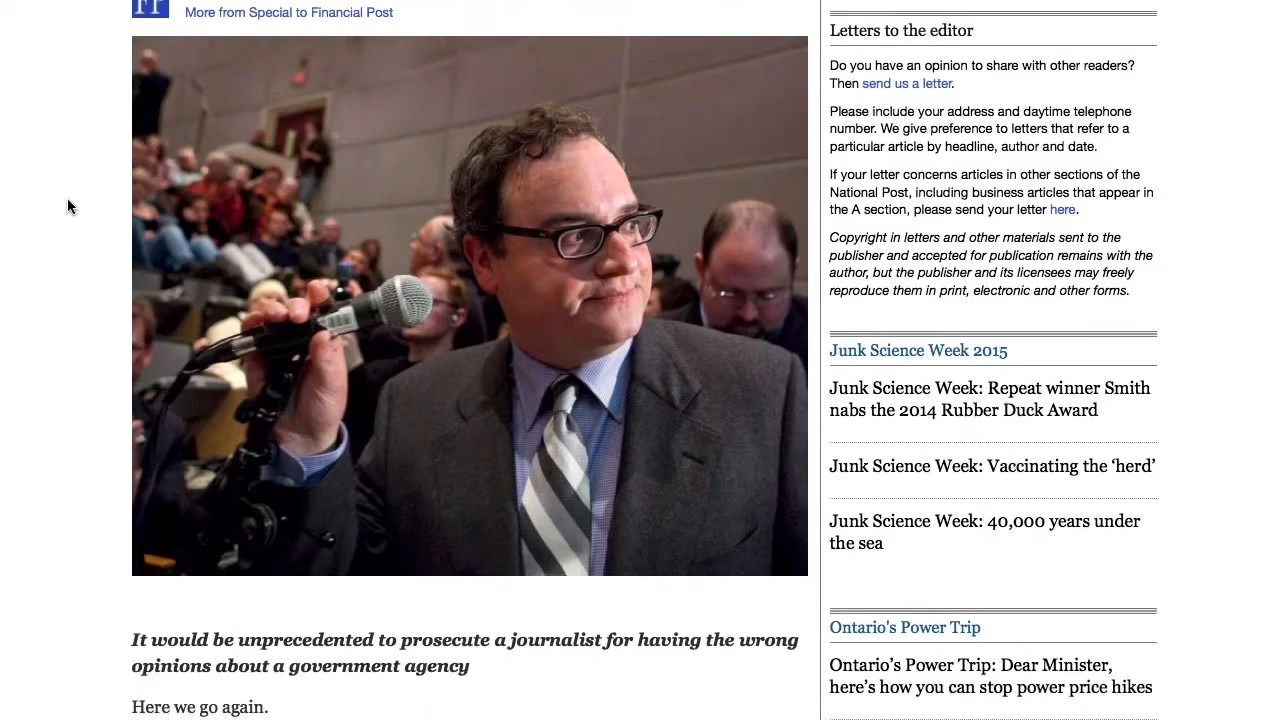 FP
More from Special to Financial Post
It would be unprecedented to prosecute a journalist for having the wrong
opinions about a government agency
Here we go again.
Letters to the editor
Do you have an opinion to share with other readers?
Then send us a letter.
Please include your address and daytime telephone
number. We give preference to letters that refer to a
particular article by headline, author and date.
If your letter concerns articles in other sections of the
National Post, including business articles that appear in
the A section, please send your letter here.
Copyright in letters and other materials sent to the
publisher and accepted for publication remains with the
author, but the publisher and its licensees may freely
reproduce them in print, electronic and other forms.
Junk Science Week 2015
Junk Science Week: Repeat winner Smith
nabs the 2014 Rubber Duck Award
Junk Science Week: Vaccinating the ‘herd’
Junk Science Week: 40,000 years under
the sea
Ontario's Power Trip
Ontario’s Power Trip: Dear Minister,
here’s how you can stop power price hikes